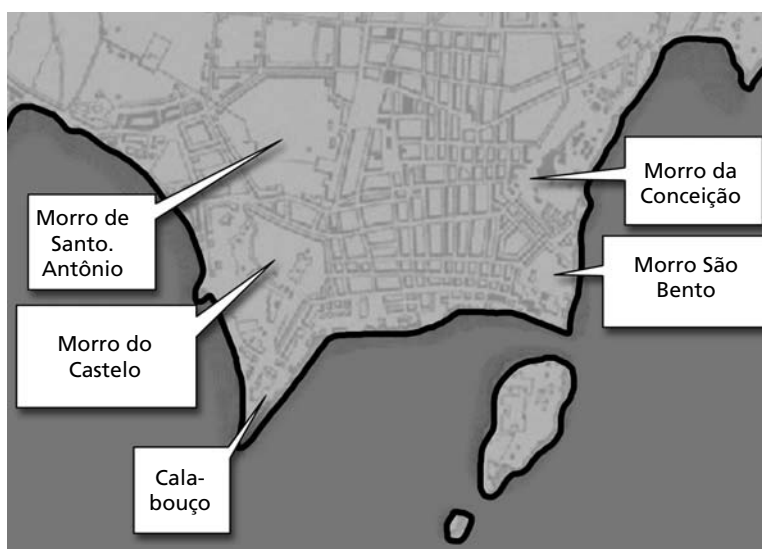 Morro da
Conceição
Morro de
Santo.
Antônio
Morro São
Bento
Morro do
Castelo
Cala-
bouço